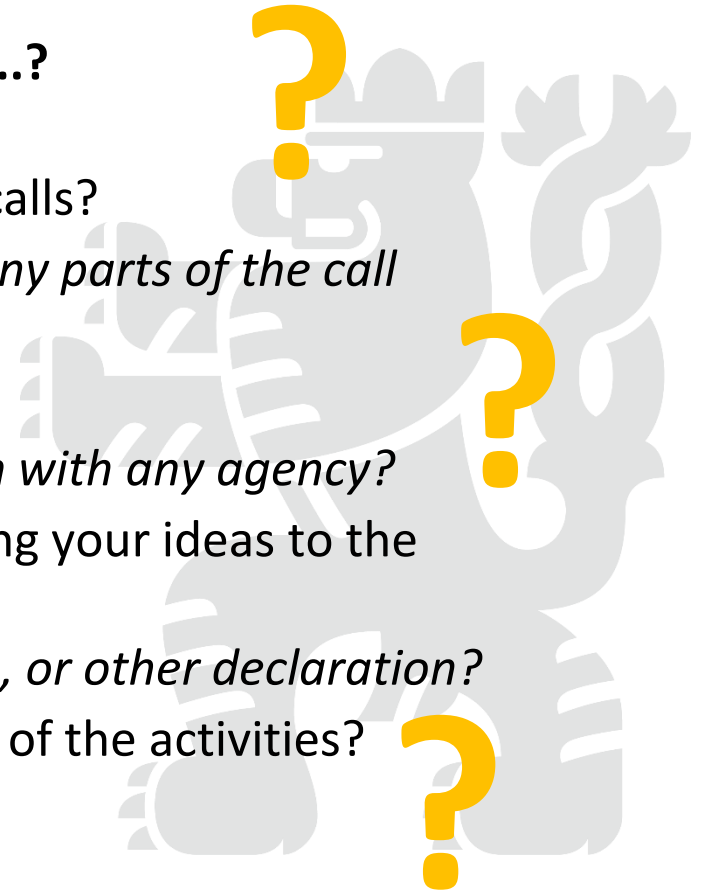 ..?
?
calls?
ny parts of the call
?
with any agency?
ng your ideas to the
, or other declaration?
of the activities?
?